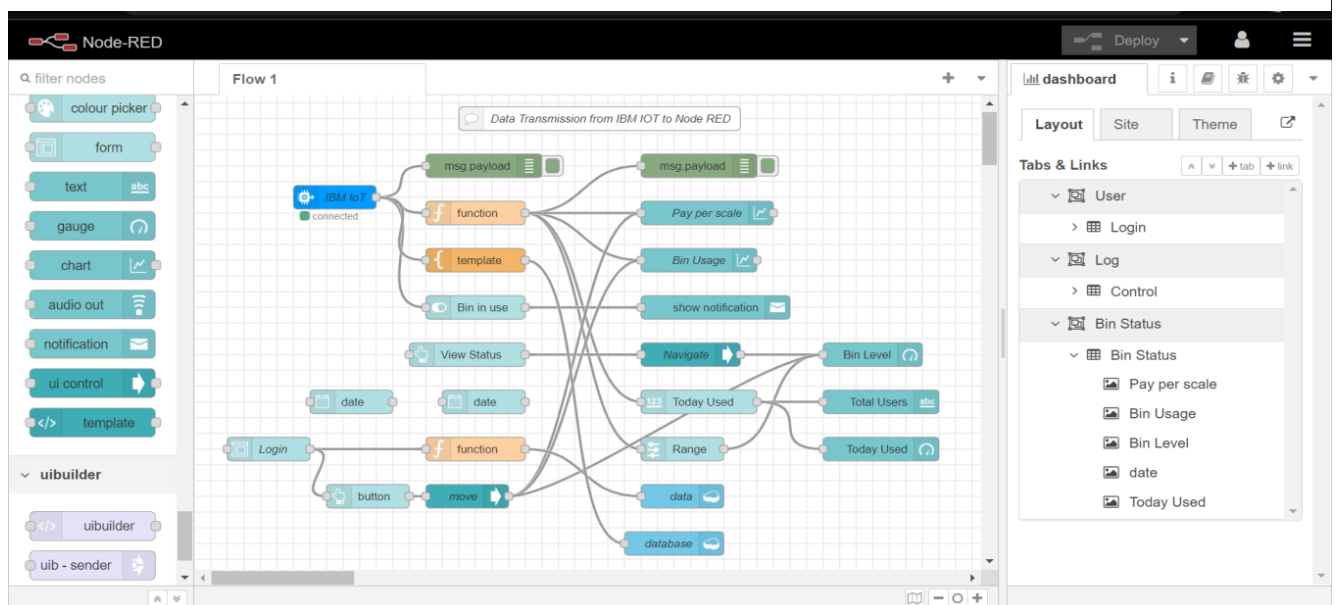 Node-RED
Deploy
filter nodes
colour picker
form
text
abc
gauge
chart
audio out
notification
ui control
template
uibuilder
uibuilder
uib - sender
Flow 1
Data Transmission from IBM IOT to Node RED
msg.payload
msg.payload
IBM IoT
connected
function
Pay per scale
template
Bin Usage
Bin in use
show notification
View Status
Navigate
Bin Level
date
date
123
Today Used
Total Users
abc
Login
function
Range
Today Used
button
move
data
database
dashboard
i
Layout
Site
Theme
Tabs & Links
+ tab
+ link
User
Login
Log
Control
Bin Status
Bin Status
Pay per scale
Bin Usage
Bin Level
date
Today Used